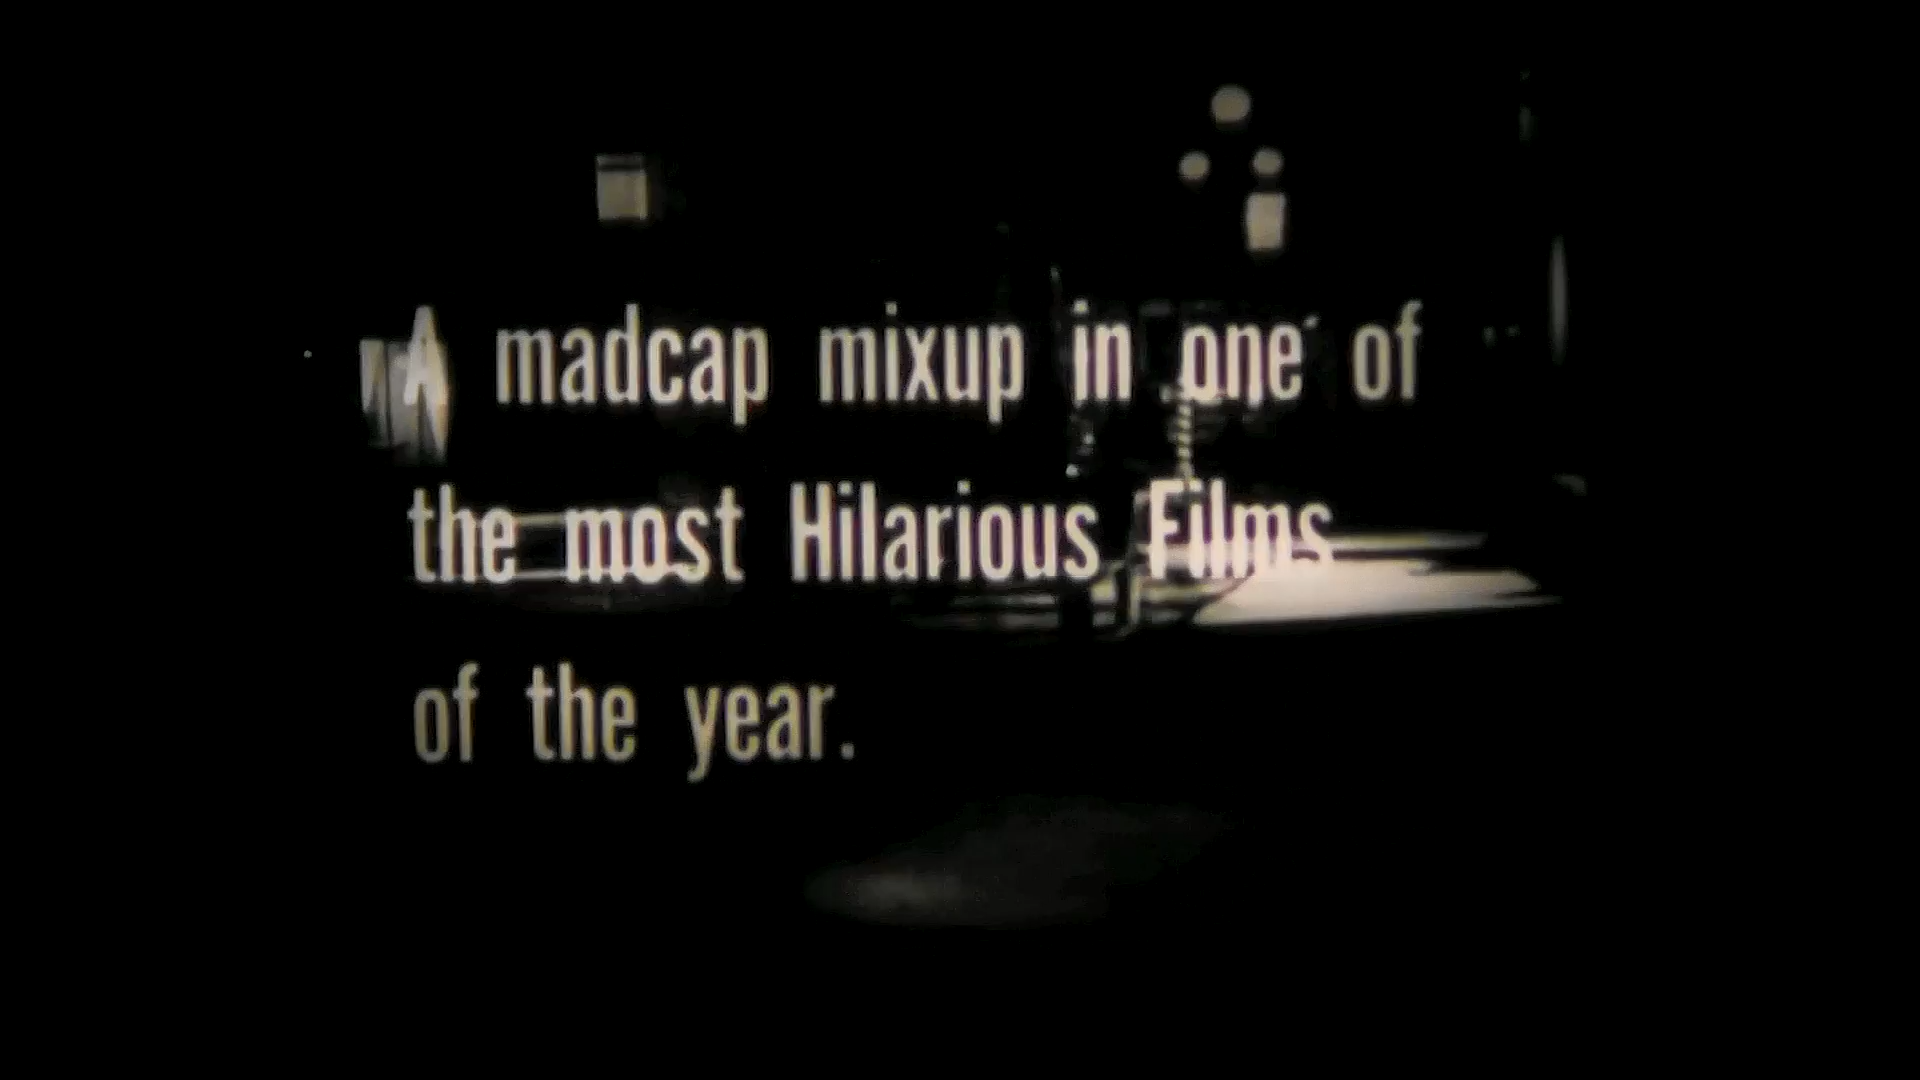 A madcap mixup in one of
the most Hilarious Films
of the year.